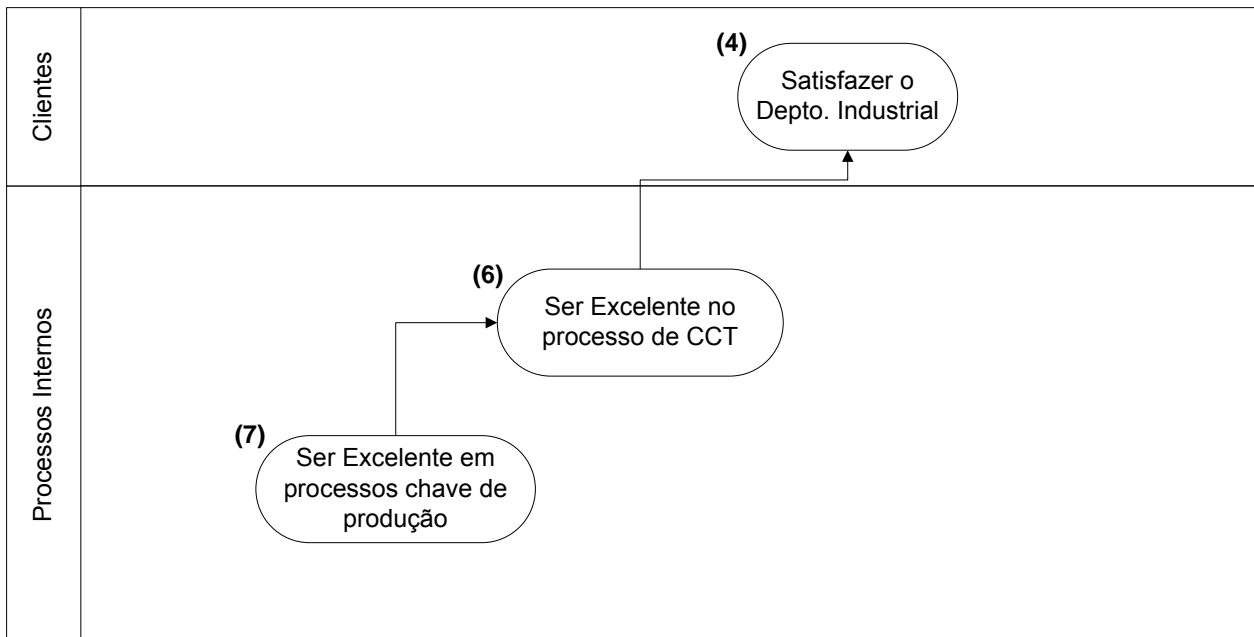 Clientes
(4)
Satisfazer o
Depto. Industrial
Processos Internos
(6)
Ser Excelente no
processo de CCT
(7)
Ser Excelente em
processos chave de
produção